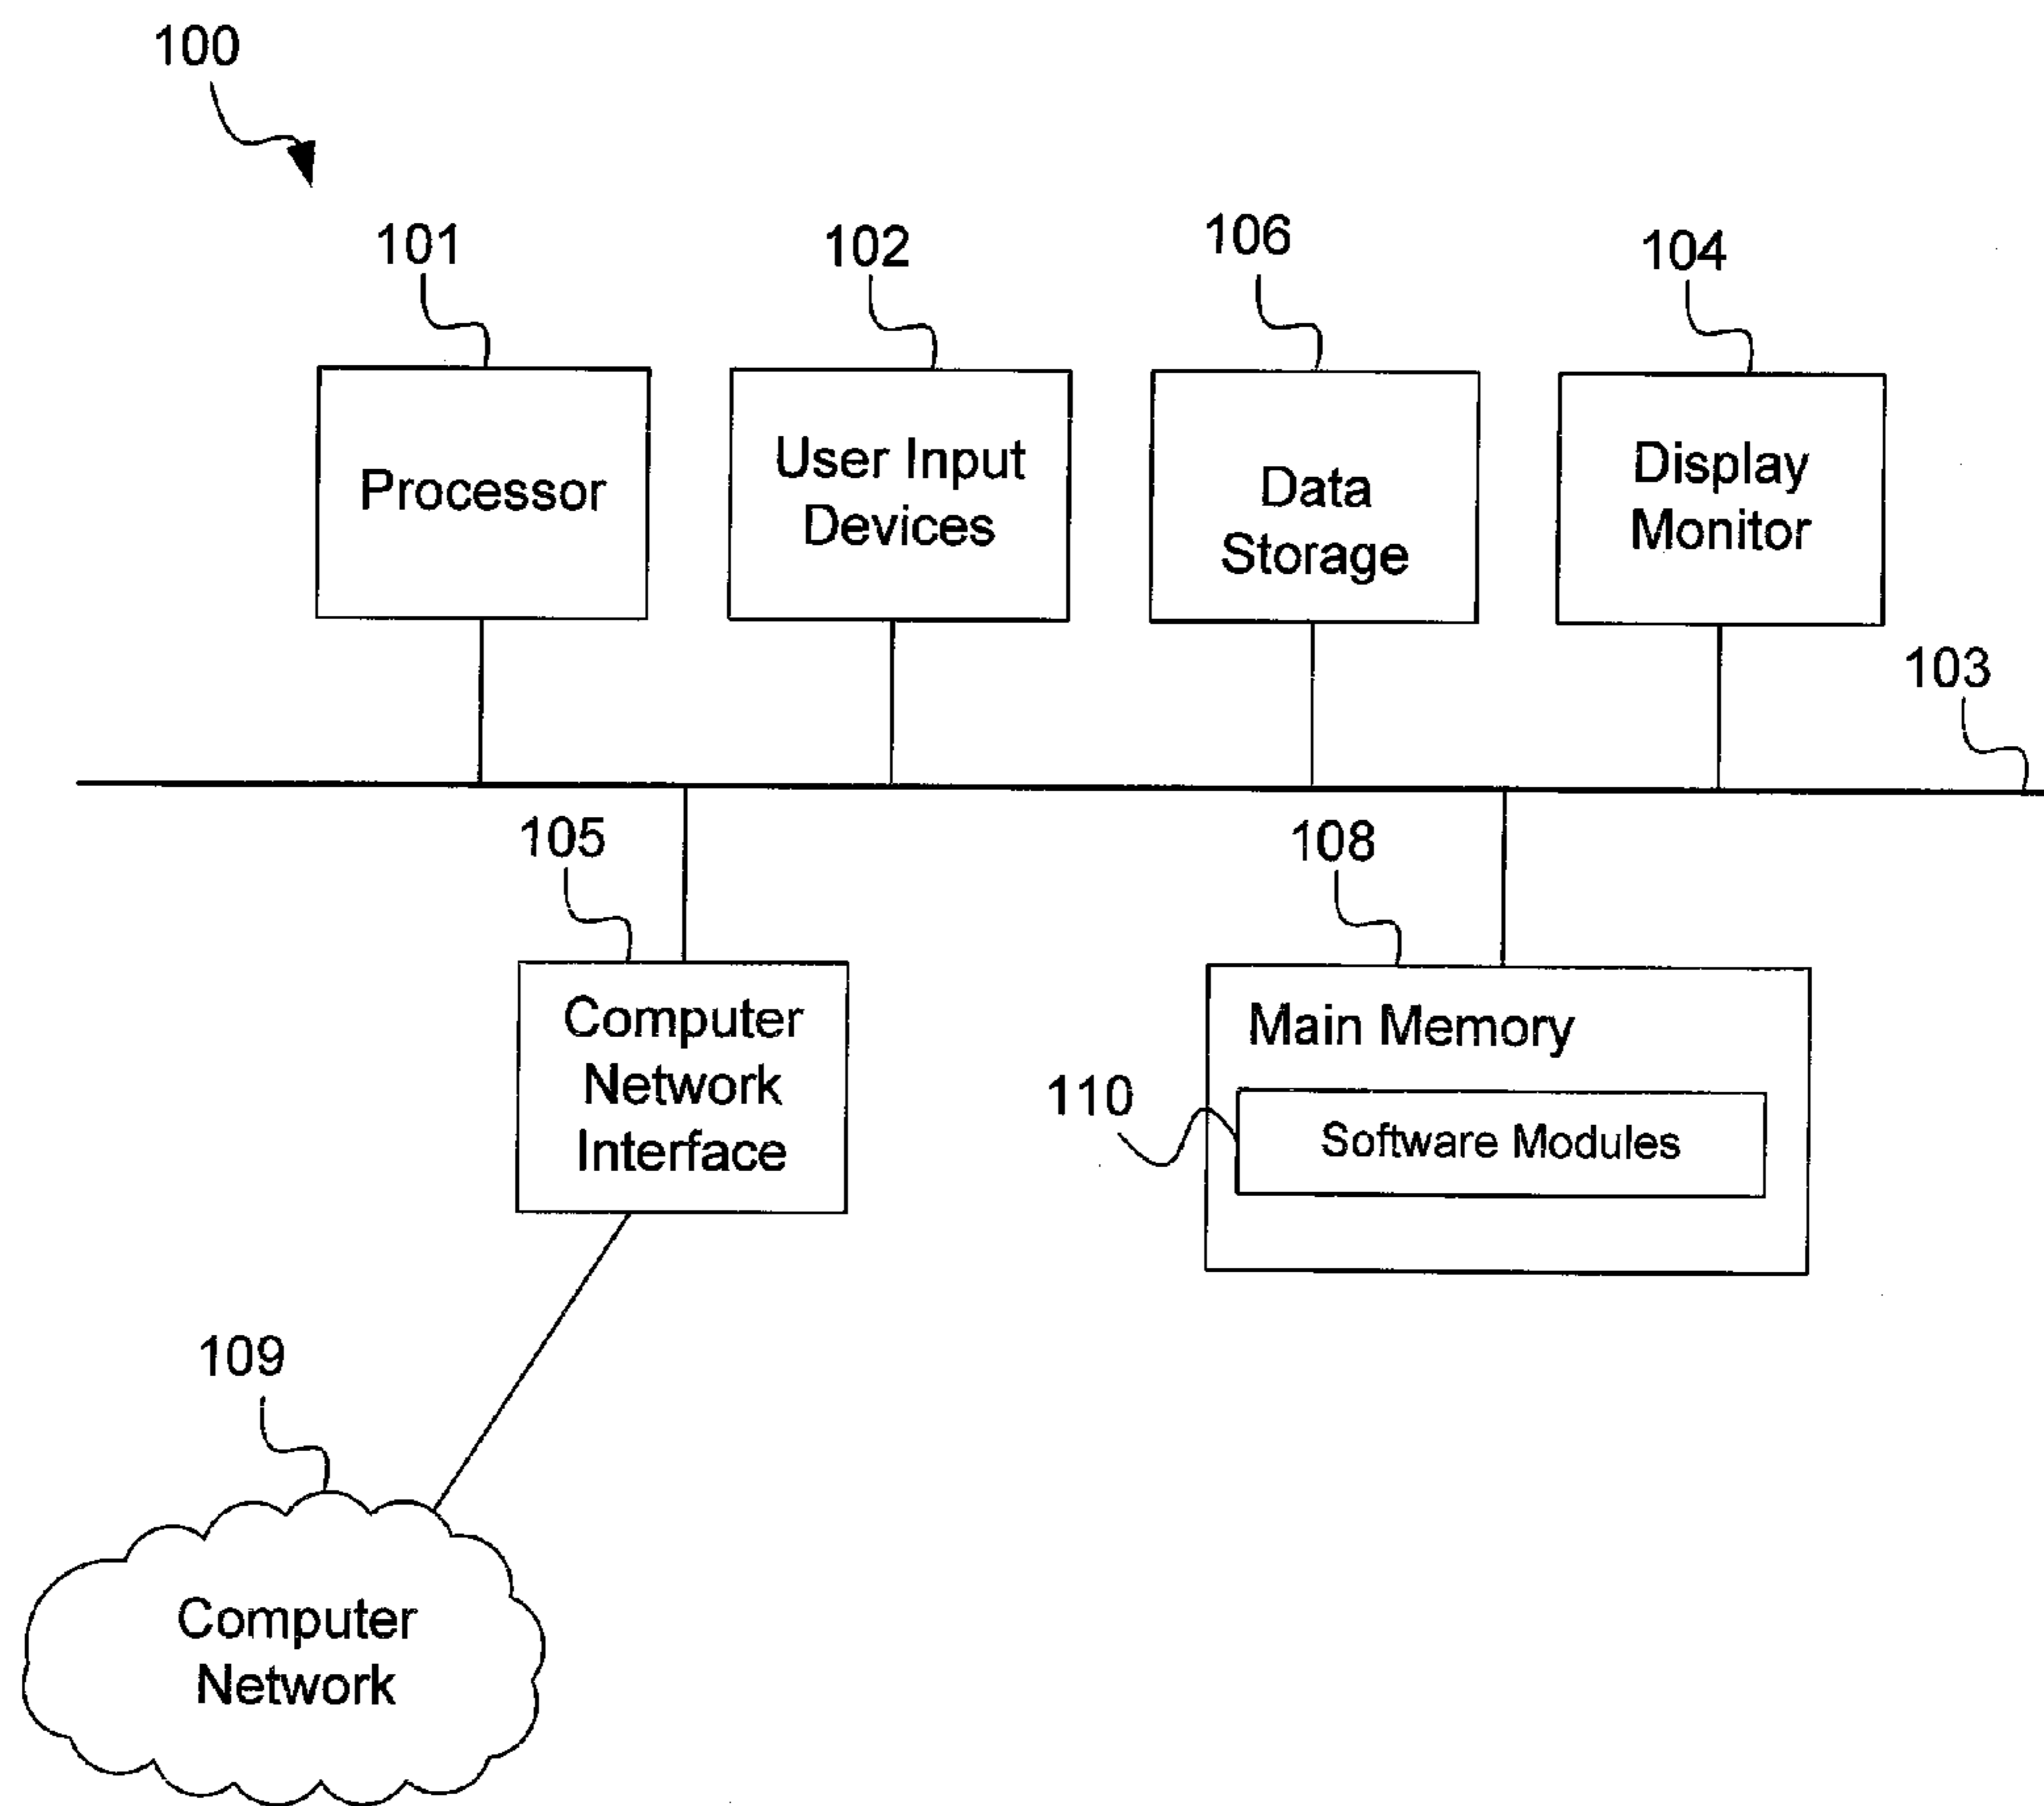 100
101
102
106
104
Processor
User Input
Devices
Data
Storage
Display
Monitor
103
105
108
Computer
Network
Interface
Main Memory
110
Software Modules
109
Computer
Network